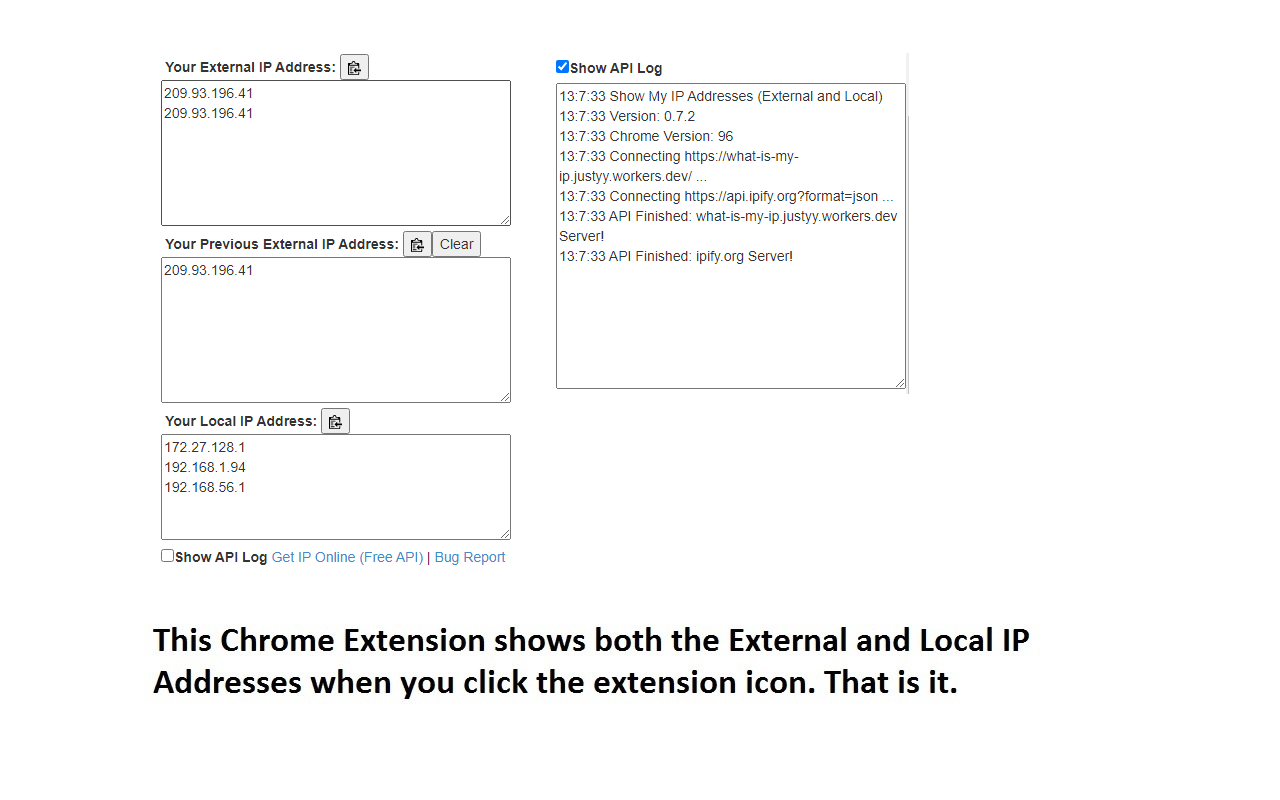 Your External IP Address:
209.93.196.41
209.93.196.41
Your Previous External IP Address: Clear
209.93.196.41
Your Local IP Address:
172.27.128.1
192.168.1.94
192.168.56.1
Show API Log Get IP Online (Free API) | Bug Report
Show API Log
13:7:33 Show My IP Addresses (External and Local)
13:7:33 Version: 0.7.2
13:7:33 Chrome Version: 96
13:7:33 Connecting https://what-is-my-
ip.justyy.workers.dev/ ...
13:7:33 Connecting https://api.ipify.org?format=json ...
13:7:33 API Finished: what-is-my-ip.justyy.workers.dev
Server!
13:7:33 API Finished: ipify.org Server!
This Chrome Extension shows both the External and Local IP
Addresses when you click the extension icon. That is it.